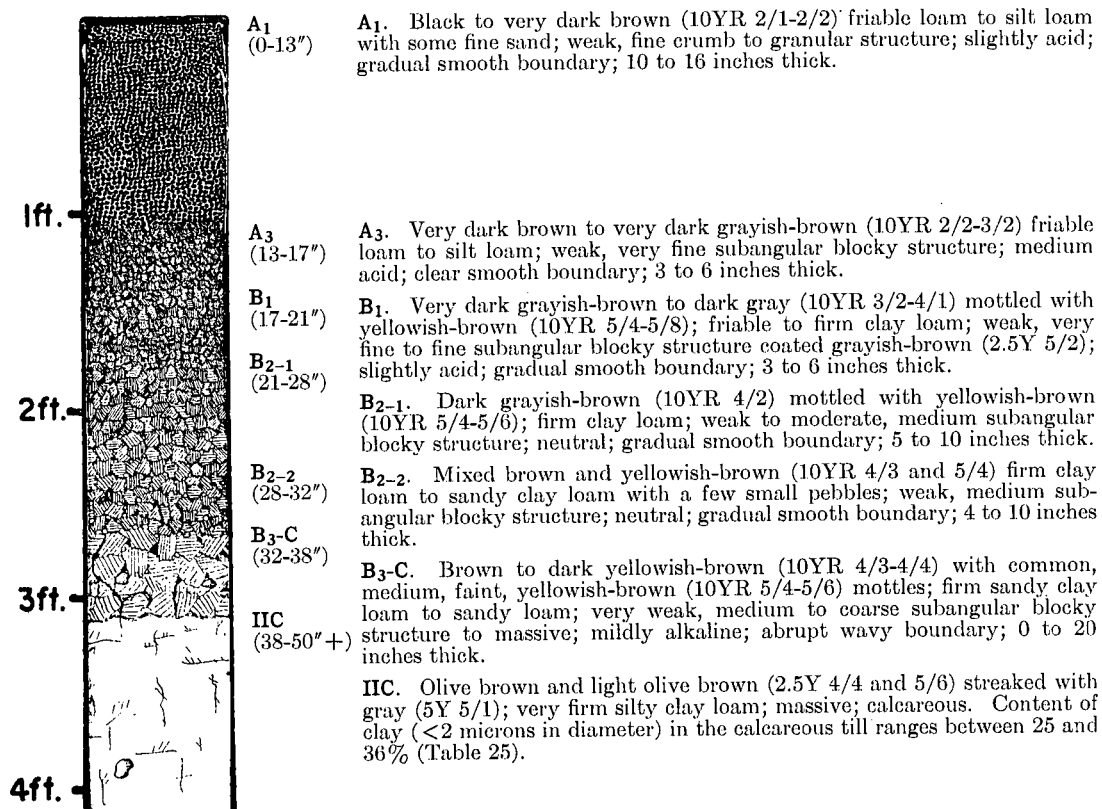 A1
(0-13″)
A1. Black to very dark brown (10YR 2/1-2/2) friable loam to silt loam
with some fine sand; weak, fine crumb to granular structure; slightly acid;
gradual smooth boundary; 10 to 16 inches thick.
1ft.
A3
(13-17″)
A3. Very dark brown to very dark grayish-brown (10YR 2/2-3/2) friable
loam to silt loam; weak, very fine subangular blocky structure; medium
acid; clear smooth boundary; 3 to 6 inches thick.
B1
(17-21″)
B1. Very dark grayish-brown to dark gray (10YR 3/2-4/1) mottled with
yellowish-brown (10YR 5/4-5/8); friable to firm clay loam; weak, very
fine to fine subangular blocky structure coated grayish-brown (2.5Y 5/2);
slightly acid; gradual smooth boundary; 3 to 6 inches thick.
B2-1
(21-28″)
2ft.
B2-1. Dark grayish-brown (10YR 4/2) mottled with yellowish-brown
(10YR 5/4-5/6); firm clay loam; weak to moderate, medium subangular
blocky structure; neutral; gradual smooth boundary; 5 to 10 inches thick.
B2-2
(28-32″)
B2-2. Mixed brown and yellowish-brown (10YR 4/3 and 5/4) firm clay
loam to sandy clay loam with a few small pebbles; weak, medium sub-
angular blocky structure; neutral; gradual smooth boundary; 4 to 10 inches
thick.
B3-C
(32-38″)
3ft.
B3-C. Brown to dark yellowish-brown (10YR 4/3-4/4) with common,
medium, faint, yellowish-brown (10YR 5/4-5/6) mottles; firm sandy clay
loam to sandy loam; very weak, medium to coarse subangular blocky
structure to massive; mildly alkaline; abrupt wavy boundary; 0 to 20
inches thick.
IIC
(38-50″+)
IIC. Olive brown and light olive brown (2.5Y 4/4 and 5/6) streaked with
gray (5Y 5/1); very firm silty clay loam; massive; calcareous. Content of
clay (<2 microns in diameter) in the calcareous till ranges between 25 and
36% (Table 25).
4ft.